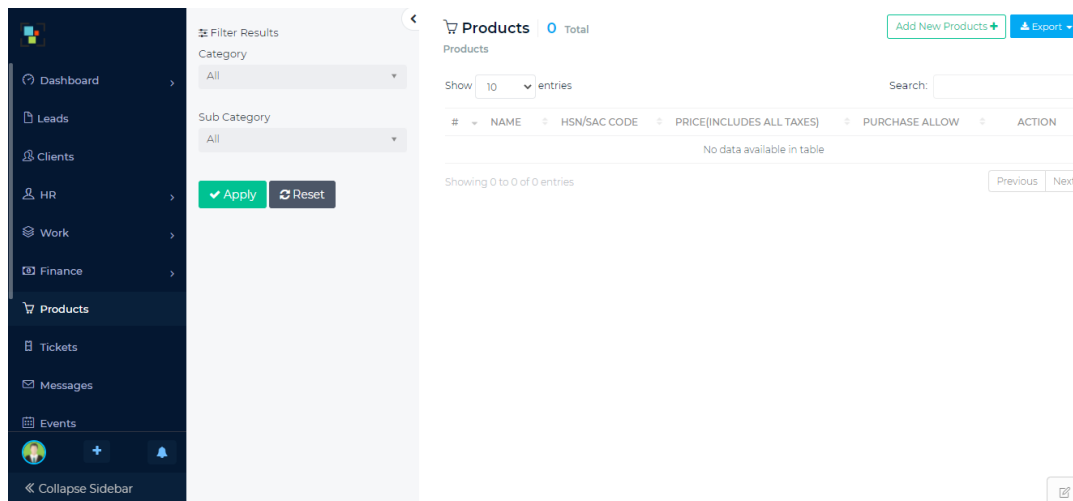 Dashboard
Leads
Clients
HR
Work
Finance
Products
Tickets
Messages
Events
Collapse Sidebar
Filter Results
Category
All
Sub Category
All
Apply Reset
Products 0 Total
Products
Add New Products + Export
Show 10 entries Search:
# NAME HSN/SAC CODE PRICE(INCLUDES ALL TAXES) PURCHASE ALLOW ACTION
No data available in table
Showing 0 to 0 of 0 entries Previous Next